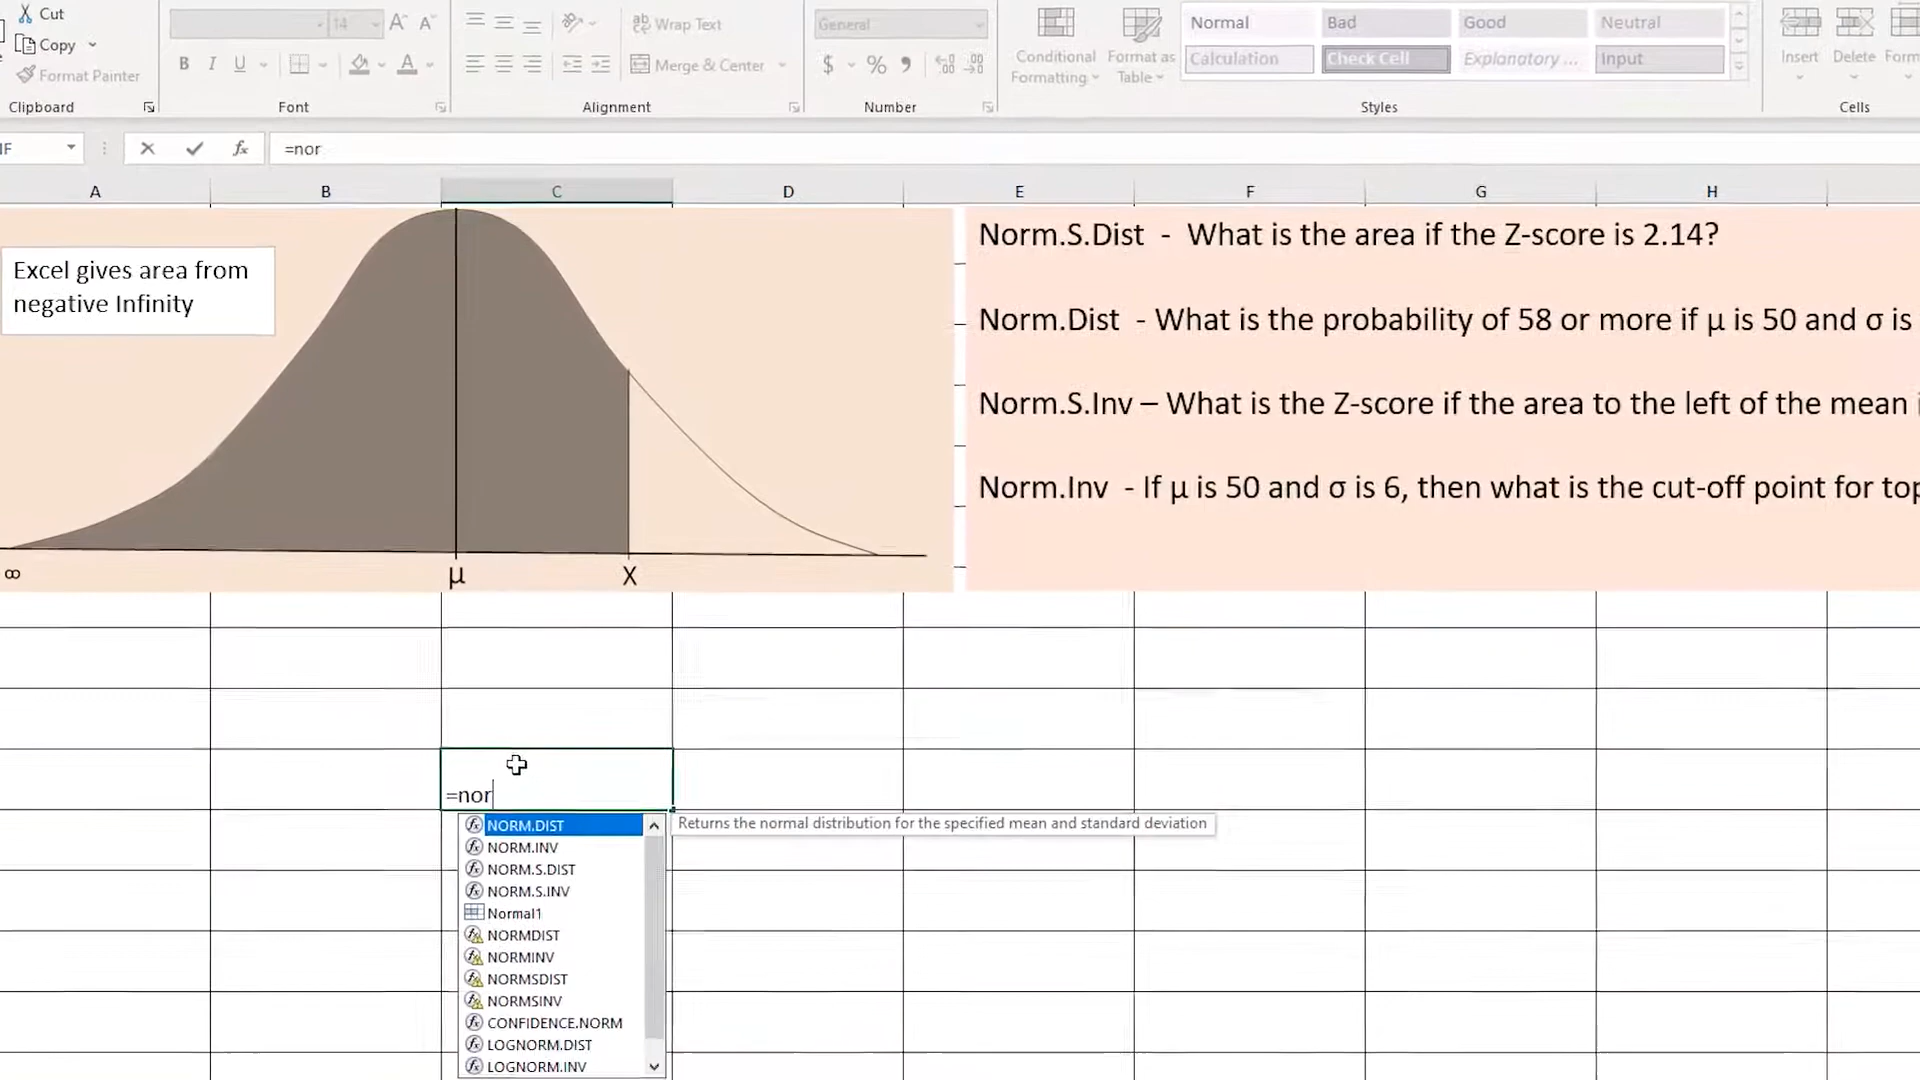 Cut
Copy
Format Painter
Clipboard
14
A A
B I U
A
Font
ab Wrap Text
Merge & Center
Alignment
General
$ % ,
Number
Conditional
Formatting
Format as
Table
Normal
Bad
Good
Neutral
Calculation
Check Cell
Explanatory ...
Input
Styles
Insert
Delete
Form
Cells
IF
fx
=nor
A B C D E F G H
Excel gives area from
negative Infinity
∞
μ
X
Norm.S.Dist - What is the area if the Z-score is 2.14?
Norm.Dist - What is the probability of 58 or more if μ is 50 and σ is
Norm.S.Inv – What is the Z-score if the area to the left of the mean i
Norm.Inv - If μ is 50 and σ is 6, then what is the cut-off point for top
=nor
NORM.DIST
Returns the normal distribution for the specified mean and standard deviation
NORM.INV
NORM.S.DIST
NORM.S.INV
Normal1
NORMDIST
NORMINV
NORMSDIST
NORMSINV
CONFIDENCE.NORM
LOGNORM.DIST
LOGNORM.INV